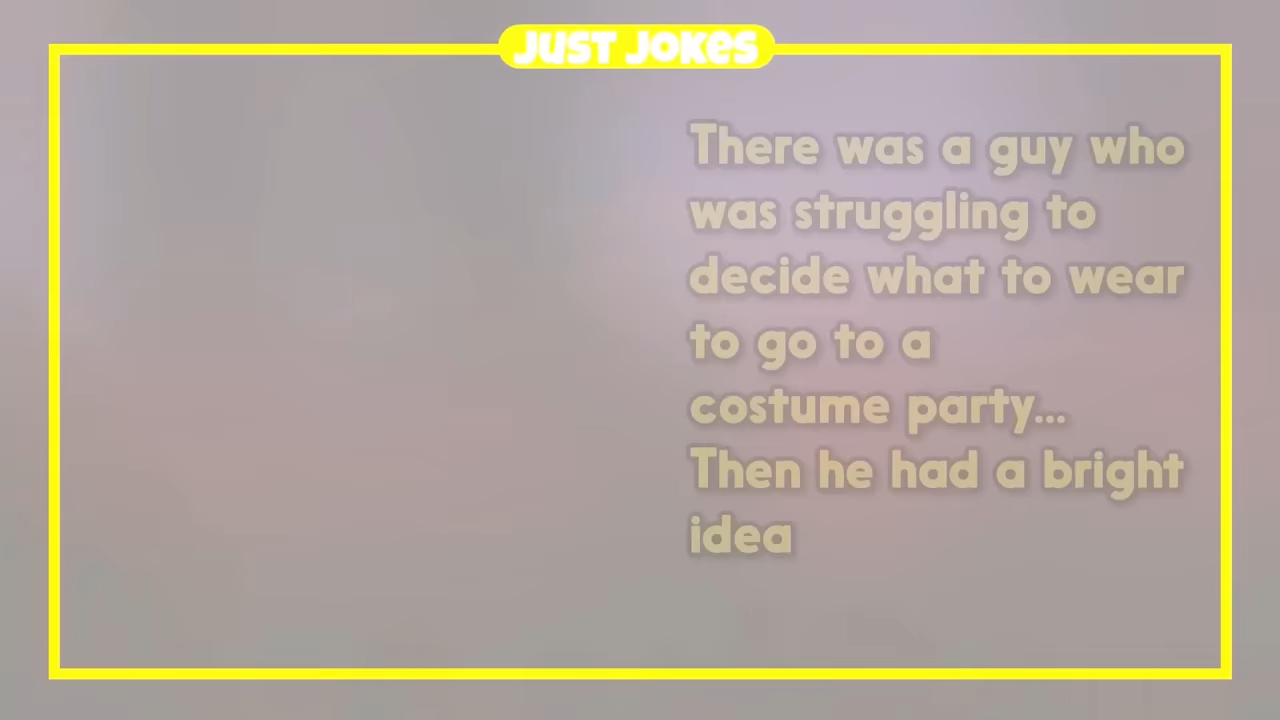 JUST JOKES
There was a guy who
was struggling to
decide what to wear
to go to a
costume party...
Then he had a bright
idea